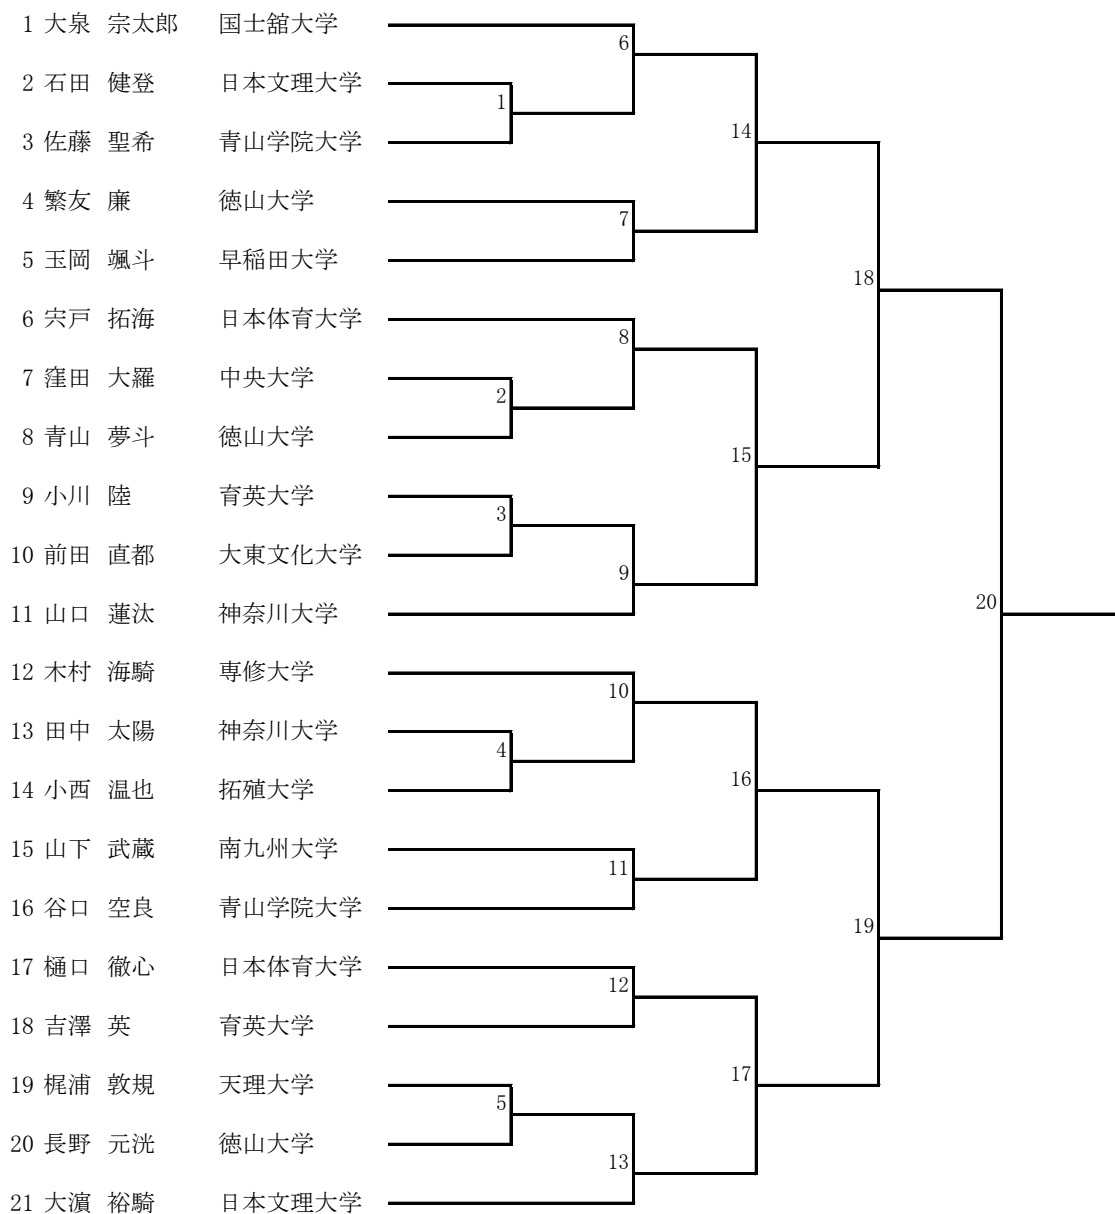 1 大泉 宗太郎 国士舘大学
6
2 石田 健登 日本文理大学
1
14
3 佐藤 聖希 青山学院大学
4 繁友 廉 徳山大学
7
5 玉岡 颯斗 早稲田大学
18
6 宍戸 拓海 日本体育大学
8
7 窪田 大羅 中央大学
2
8 青山 夢斗 徳山大学
15
9 小川 陸 育英大学
3
10 前田 直都 大東文化大学
9
11 山口 蓮汰 神奈川大学
20
12 木村 海騎 専修大学
10
13 田中 太陽 神奈川大学
4
14 小西 温也 拓殖大学
16
15 山下 武蔵 南九州大学
11
16 谷口 空良 青山学院大学
19
17 樋口 徹心 日本体育大学
12
18 吉澤 英 育英大学
17
19 梶浦 敦規 天理大学
5
20 長野 元洸 徳山大学
13
21 大濵 裕騎 日本文理大学